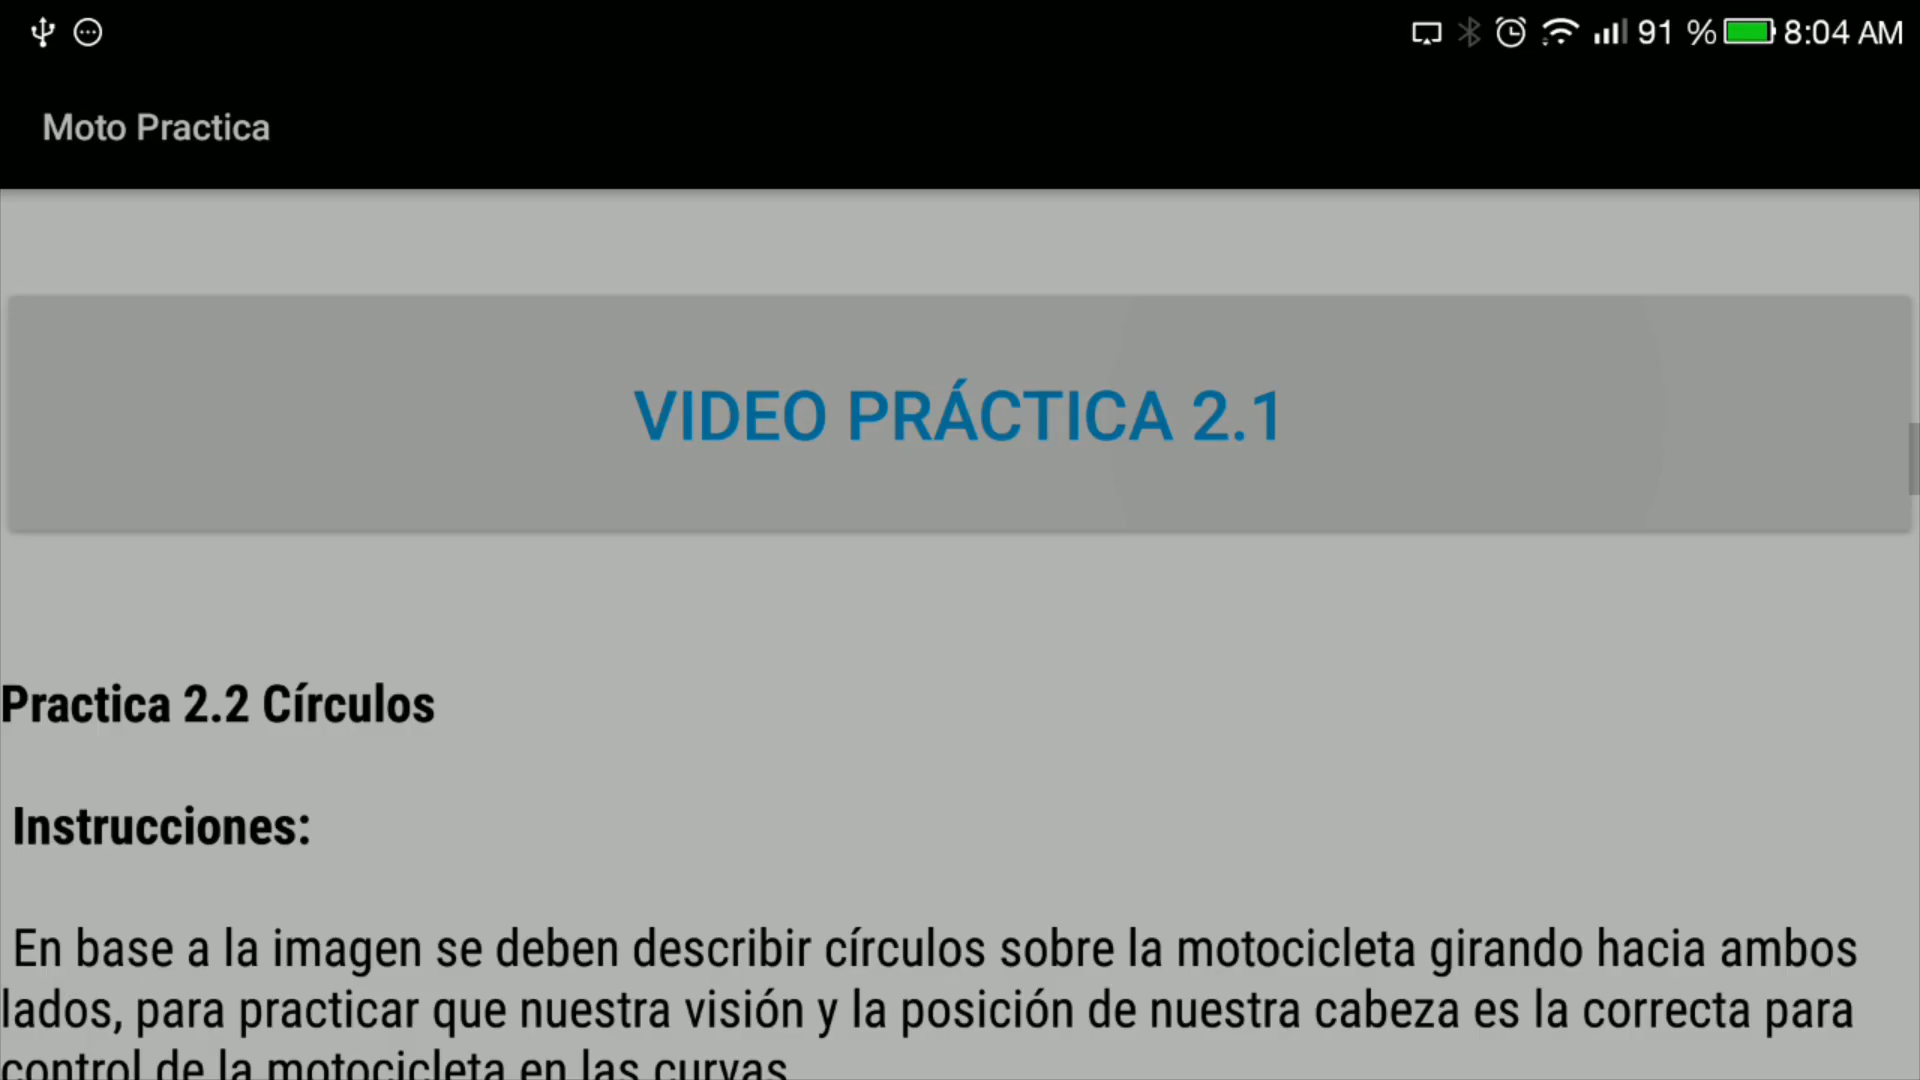 91 % 8:04 AM
Moto Practica
VIDEO PRÁCTICA 2.1
Practica 2.2 Círculos
Instrucciones:
En base a la imagen se deben describir círculos sobre la motocicleta girando hacia ambos
lados, para practicar que nuestra visión y la posición de nuestra cabeza es la correcta para
control de la motocicleta en las curvas